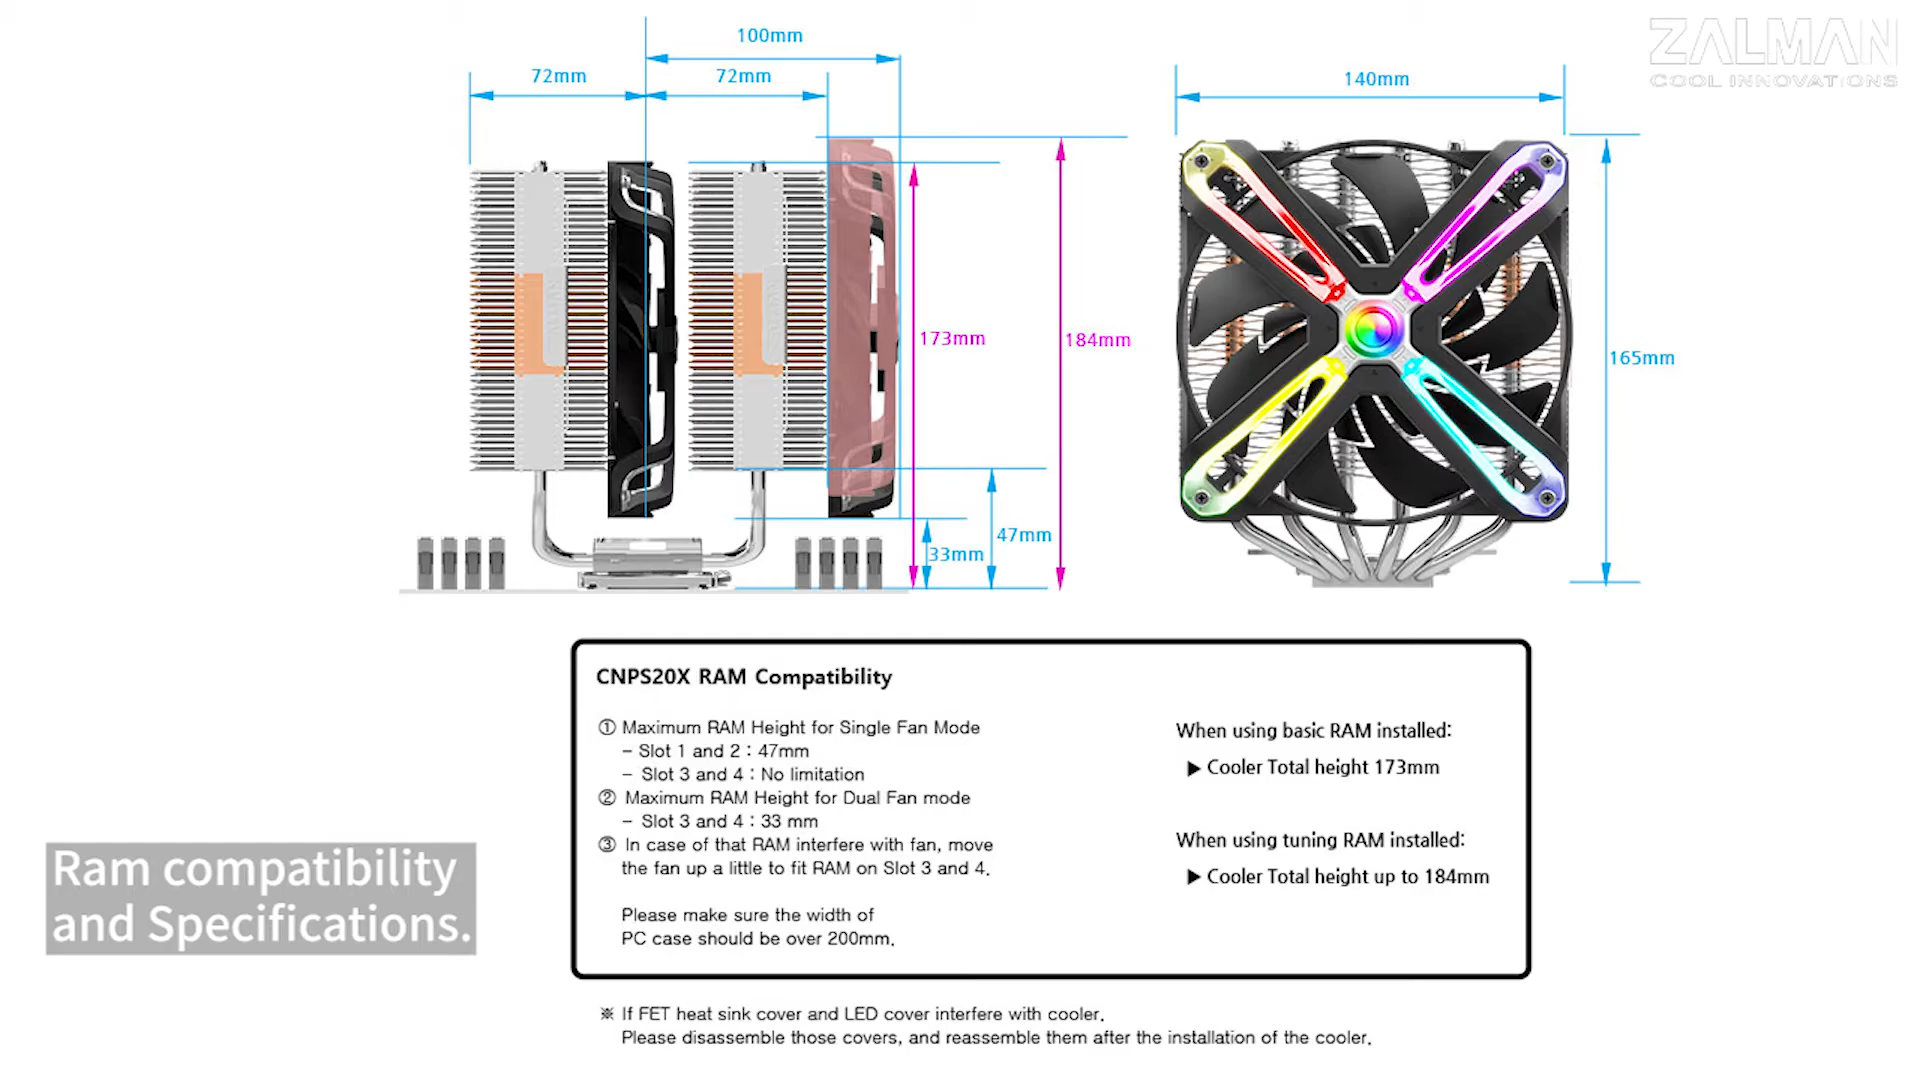 ZALMAN
COOL INNOVATIONS
100mm
72mm
72mm
140mm
173mm
184mm
165mm
47mm
33mm
CNPS20X RAM Compatibility
① Maximum RAM Height for Single Fan Mode
- Slot 1 and 2 : 47mm
- Slot 3 and 4 : No limitation
② Maximum RAM Height for Dual Fan mode
- Slot 3 and 4 : 33 mm
③ In case of that RAM interfere with fan, move
the fan up a little to fit RAM on Slot 3 and 4.
Please make sure the width of
PC case should be over 200mm.
When using basic RAM installed:
▶ Cooler Total height 173mm
When using tuning RAM installed:
▶ Cooler Total height up to 184mm
Ram compatibility
and Specifications.
※ If FET heat sink cover and LED cover interfere with cooler.
Please disassemble those covers, and reassemble them after the installation of the cooler.